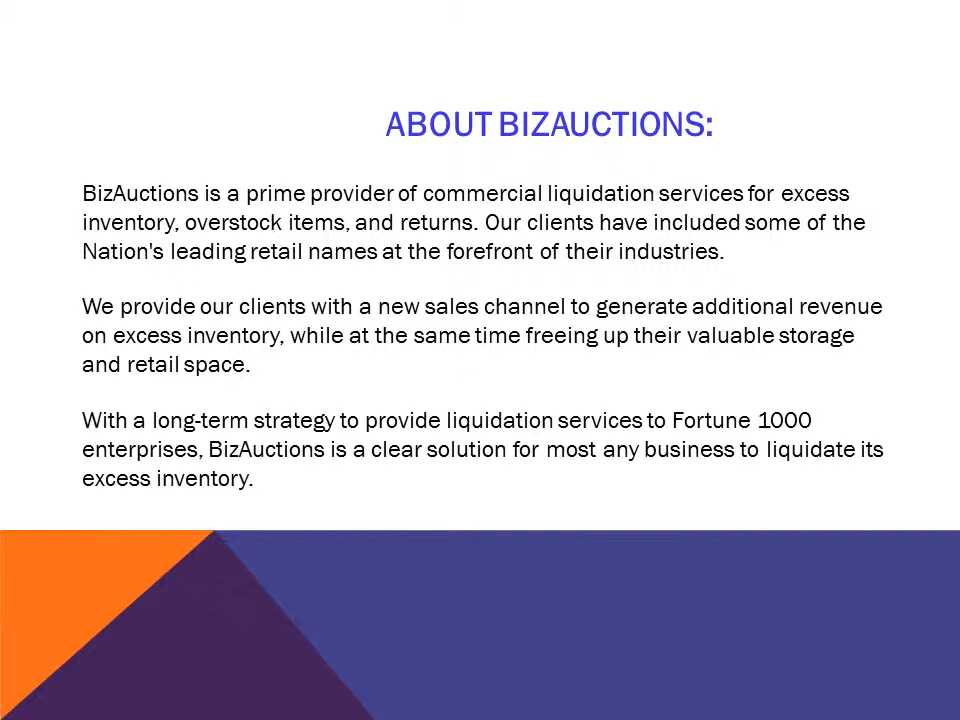 ABOUT BIZAUCTIONS:
BizAuctions is a prime provider of commercial liquidation services for excess
inventory, overstock items, and returns. Our clients have included some of the
Nation's leading retail names at the forefront of their industries.
We provide our clients with a new sales channel to generate additional revenue
on excess inventory, while at the same time freeing up their valuable storage
and retail space.
With a long-term strategy to provide liquidation services to Fortune 1000
enterprises, BizAuctions is a clear solution for most any business to liquidate its
excess inventory.